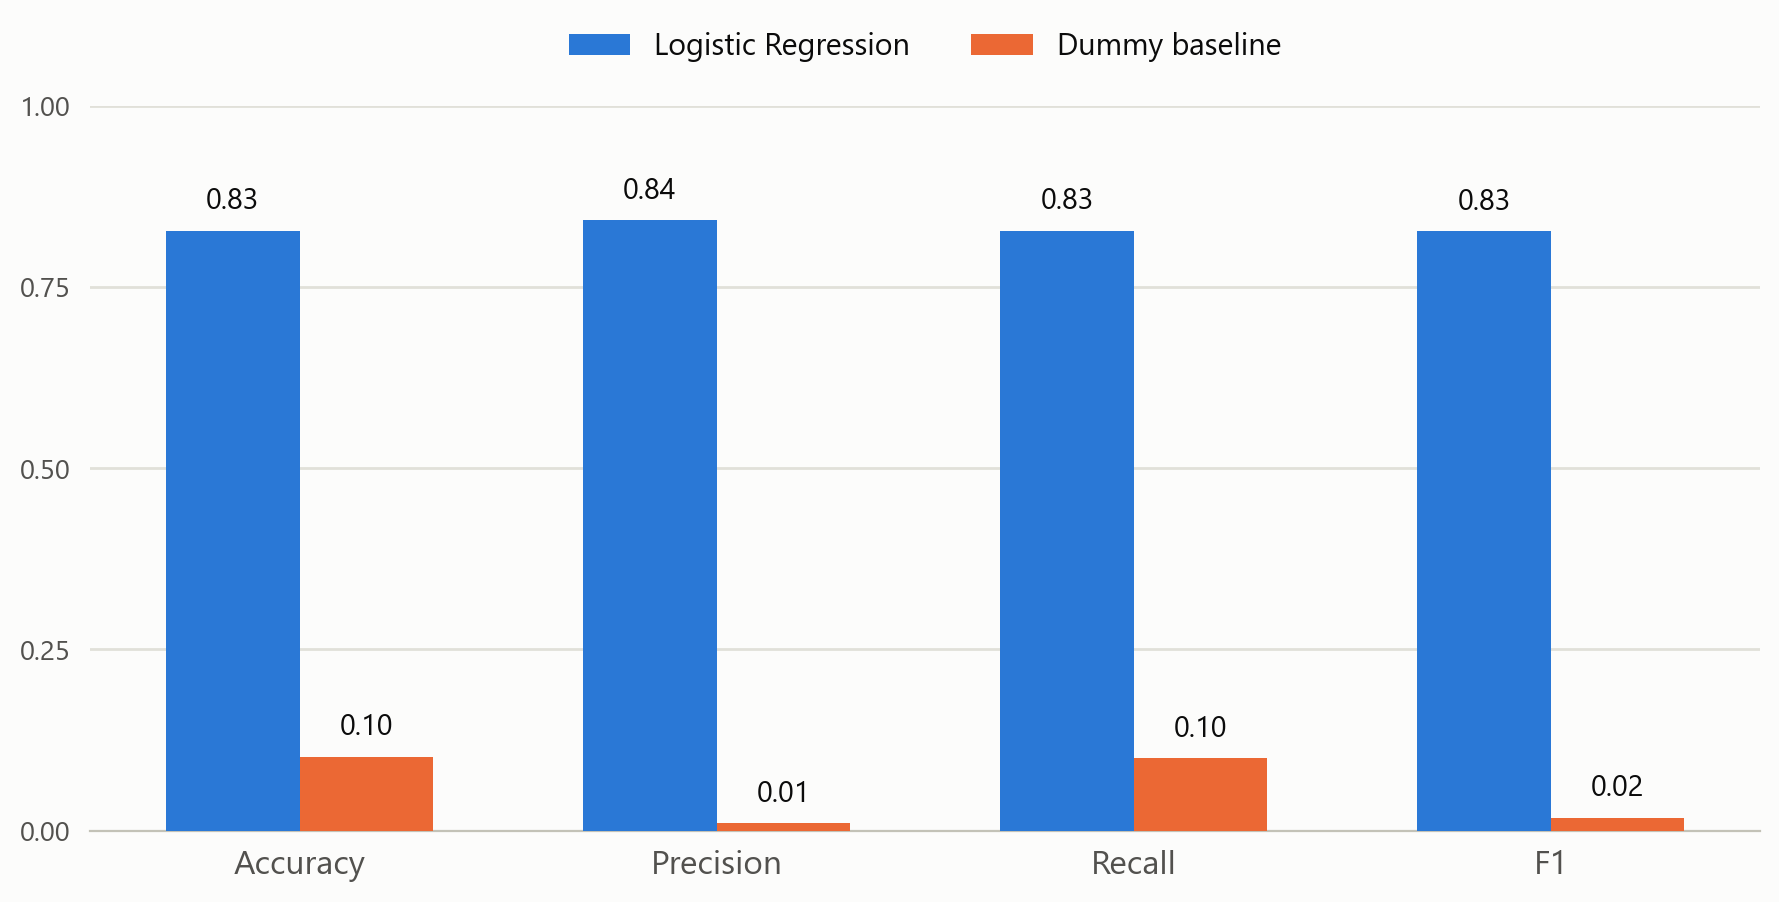 Logistic Regression Dummy baseline
1.00
0.83 0.84 0.83 0.83
0.75
0.50
0.25
0.10 0.01 0.10 0.02
0.00
Accuracy Precision Recall F1